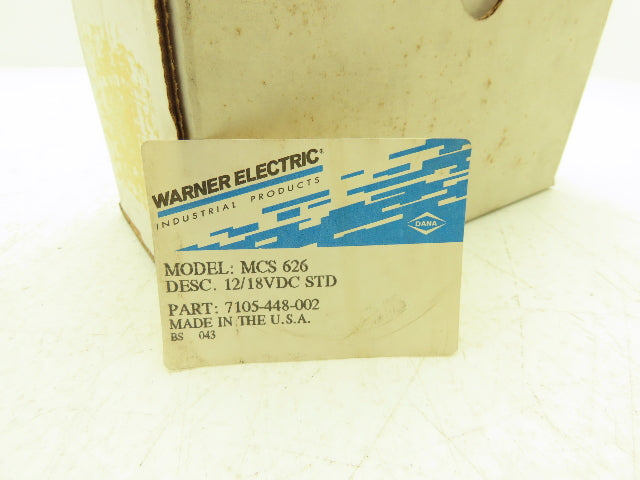 WARNER ELECTRIC®
INDUSTRIAL PRODUCTS
DANA
MODEL: MCS 626
DESC. 12/18VDC STD
PART: 7105-448-002
MADE IN THE U.S.A.
BS 043